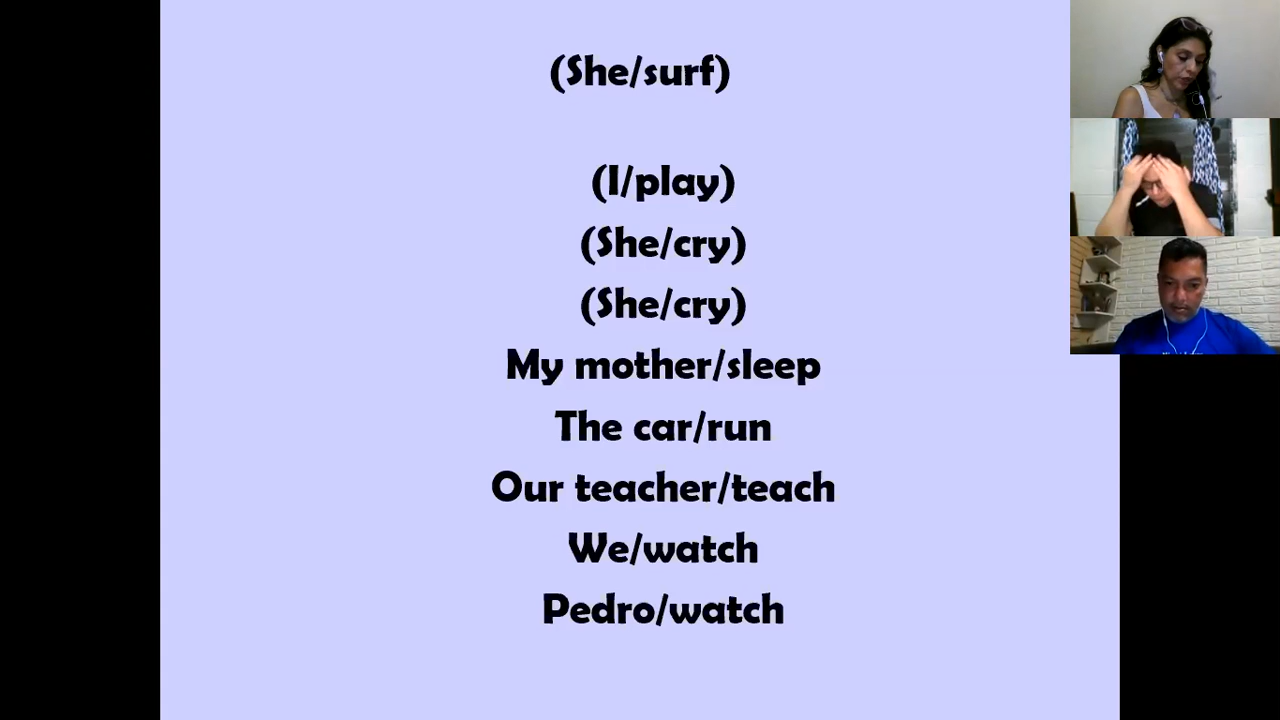 (She/surf)
(I/play)
(She/cry)
(She/cry)
My mother/sleep
The car/run
Our teacher/teach
We/watch
Pedro/watch